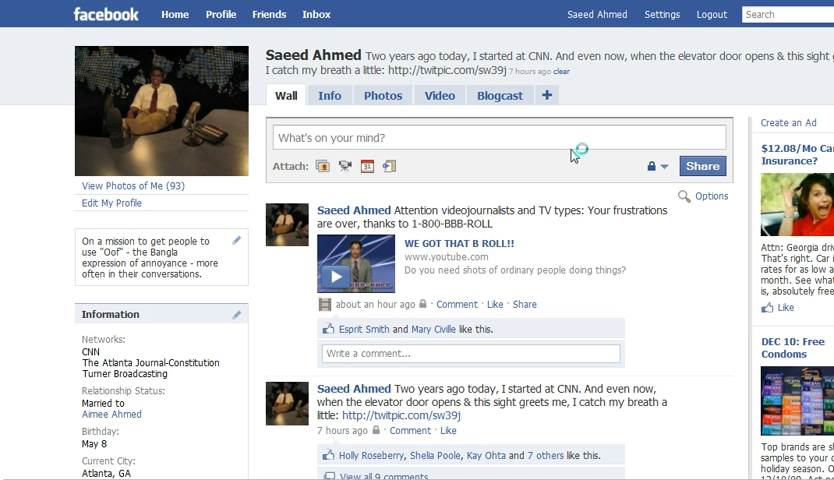 facebook Home Profile Friends Inbox Saeed Ahmed Settings Logout Search
Saeed Ahmed Two years ago today, I started at CNN. And even now, when the elevator door opens & this sight
I catch my breath a little: http://twitpic.com/sw39j 7 hours ago clear
Wall Info Photos Video Blogcast +
What's on your mind?
Attach: 31 Share
Options
View Photos of Me (93)
Edit My Profile
On a mission to get people to
use "Oof" - the Bangla
expression of annoyance - more
often in their conversations.
Information
Networks:
CNN
The Atlanta Journal-Constitution
Turner Broadcasting
Relationship Status:
Married to
Aimee Ahmed
Birthday:
May 8
Current City:
Atlanta, GA
Saeed Ahmed Attention videojournalists and TV types: Your frustrations
are over, thanks to 1-800-BBB-ROLL
WE GOT THAT B ROLL!!
www.youtube.com
Do you need shots of ordinary people doing things?
about an hour ago · Comment · Like · Share
Esprit Smith and Mary Civille like this.
Write a comment...
Saeed Ahmed Two years ago today, I started at CNN. And even now,
when the elevator door opens & this sight greets me, I catch my breath a
little: http://twitpic.com/sw39j
7 hours ago · Comment · Like
Holly Roseberry, Shelia Poole, Kay Ohta and 7 others like this.
View all 9 comments
Create an Ad
$12.08/Mo Car
Insurance?
Attn: Georgia
That's right. Car
rates for as low a
month. See what
is, absolutely free
Like
DEC 10: Free
Condoms
Top brands are
samples to your
holiday season.